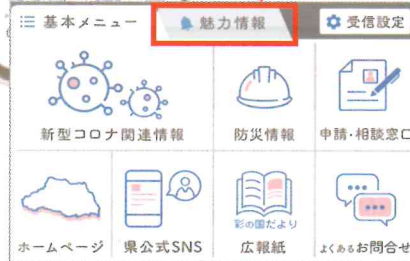 基本メニュー
魅力情報
受信設定
新型コロナ関連情報
防災情報
申請・相談窓口
彩の国だより
ホームページ
県公式SNS
広報紙
よくあるお問合せ